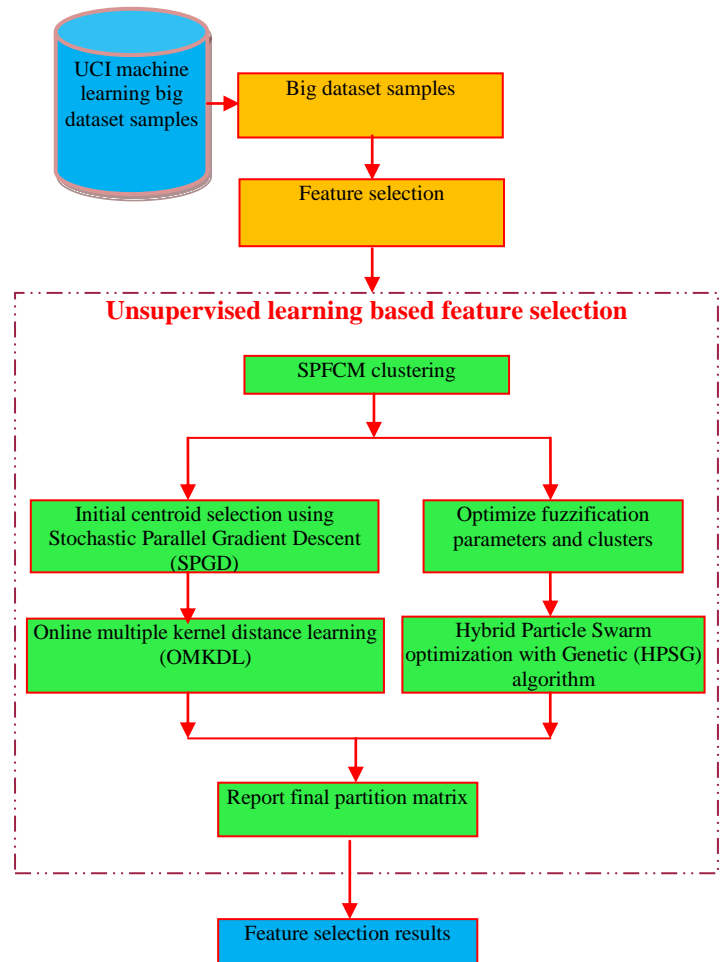 UCI machine
learning big
dataset samples
Big dataset samples
Feature selection
Unsupervised learning based feature selection
SPFCM clustering
Initial centroid selection using
Stochastic Parallel Gradient Descent
(SPGD)
Optimize fuzzification
parameters and clusters
Online multiple kernel distance learning
(OMKDL)
Hybrid Particle Swarm
optimization with Genetic (HPSG)
algorithm
Report final partition matrix
Feature selection results